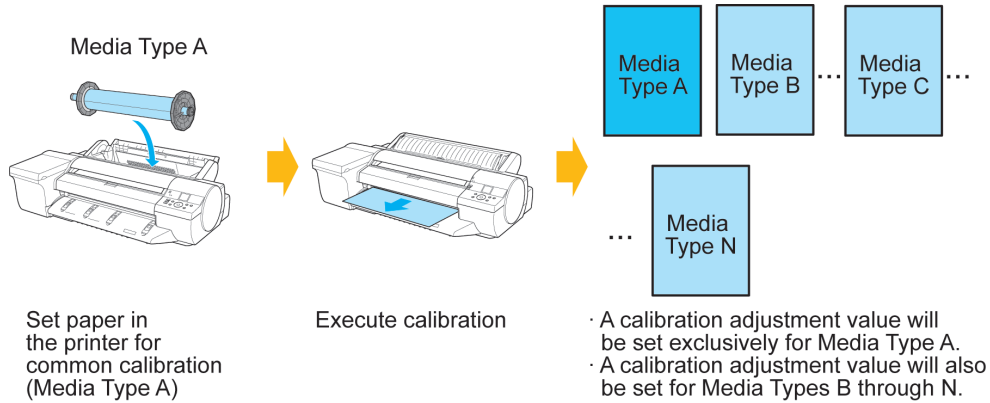 Media Type A
Media
Type A
Media
Type B
...
Media
Type C
...
...
Media
Type N
Set paper in
the printer for
common calibration
(Media Type A)
Execute calibration
· A calibration adjustment value will
be set exclusively for Media Type A.
· A calibration adjustment value will also
be set for Media Types B through N.